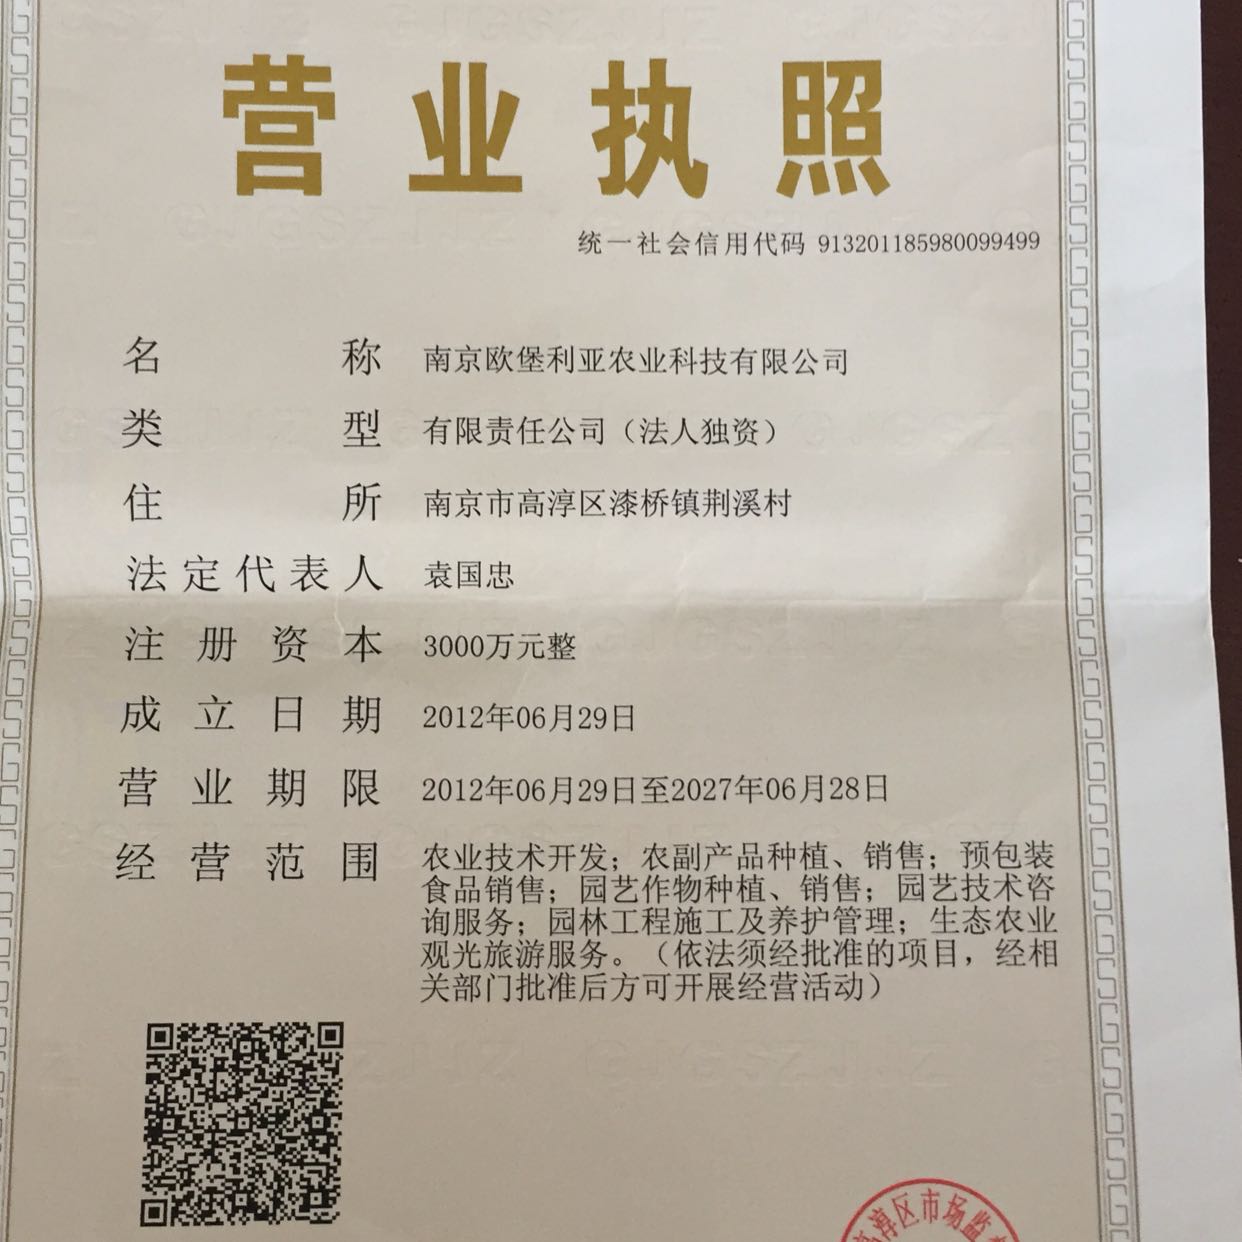 营业执照
统一社会信用代码 913201185980099499
名称 南京欧堡利亚农业科技有限公司
类型 有限责任公司（法人独资）
住所 南京市高淳区漆桥镇荆溪村
法定代表人 袁国忠
注册资本 3000万元整
成立日期 2012年06月29日
营业期限 2012年06月29日至2027年06月28日
经营范围 农业技术开发；农副产品种植、销售；预包装
食品销售；园艺作物种植、销售；园艺技术咨
询服务；园林工程施工及养护管理；生态农业
观光旅游服务。（依法须经批准的项目，经相
关部门批准后方可开展经营活动）
高淳区市场监